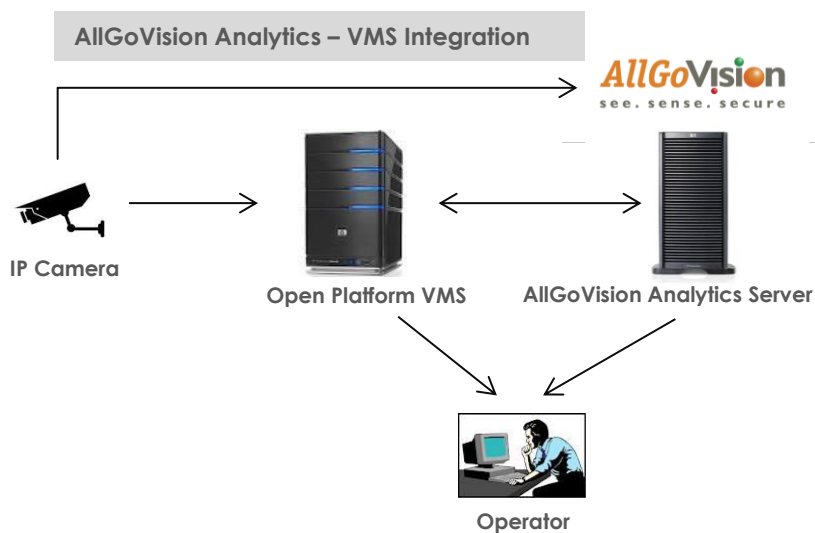 AllGoVision Analytics – VMS Integration
AllGoVision
see. sense. secure
IP Camera
Open Platform VMS
AllGoVision Analytics Server
Operator